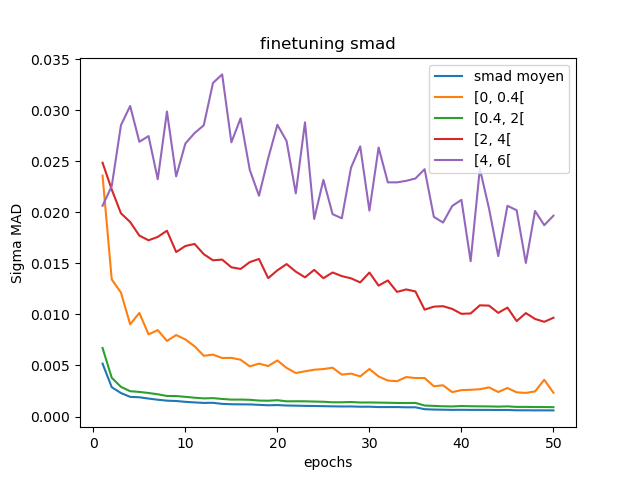 finetuning smad
0.035
0.030
0.025
0.020
0.015
0.010
0.005
0.000
Sigma MAD
smad moyen
[0, 0.4[
[0.4, 2[
[2, 4[
[4, 6[
0 10 20 30 40 50
epochs